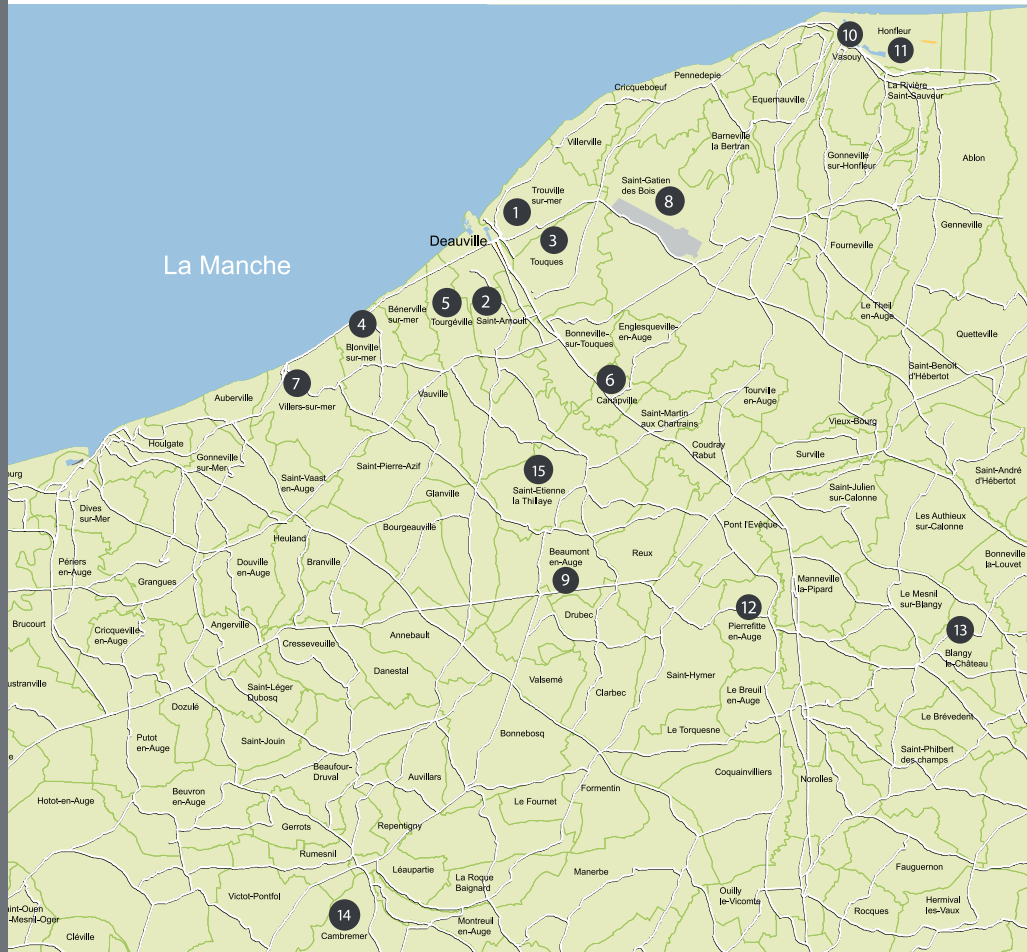 10
Honfleur
11
Vasouy
Pennedepie
Cricqueboeuf
La Rivière
Saint-Sauveur
Equemauville
Villerville
Barneville
la Bertran
Gonneville
sur-Honfleur
Ablon
Saint-Gatien
des Bois
8
Trouville
sur-mer
1
Deauville
3
Touques
Genneville
Fourneville
La Manche
5
2
Tourgéville
Saint-Arnoult
Bénerville
sur-mer
4
Blonville
sur-mer
Le Theil
en-Auge
Bonneville-
sur-Touques
Englesqueville-
en-Auge
Quetteville
Saint-Benoît
d'Hébertot
7
Villers-sur-mer
Auberville
Vauville
6
Canapville
Tourville
en-Auge
Saint-Martin
aux Chartrains
Vieux-Bourg
Houlgate
Gonneville
sur-Mer
Coudray
Rabut
Surville
Saint-Pierre-Azif
15
Saint-Etienne
la Thillaye
Saint-André
d'Hébertot
urg
Saint-Vaast
en-Auge
Glanville
Saint-Julien
sur-Calonne
Dives
sur-Mer
Bourgeauville
Pont l'Evêque
Les Authieux
sur-Calonne
Heuland
Périers
en-Auge
Douville
en-Auge
Branville
Beaumont
en-Auge
9
Reux
Bonneville
la-Louvet
Grangues
Manneville
la-Pipard
Le Mesnil
sur-Blangy
12
Pierrefitte
en-Auge
13
Blangy
le-Château
Brucourt
Cricqueville
en-Auge
Angerville
Cresseveuille
Annebault
Drubec
Danestal
Valsemé
Clarbec
Saint-Hymer
ustranville
Saint-Léger
Dubosq
Le Breuil
en-Auge
Dozulé
Le Brévedent
Putot
en-Auge
Saint-Jouin
Bonnebosq
Le Torquesne
Saint-Philbert
des champs
e
Beaufour-
Druval
Auvillars
Coquainvilliers
Norolles
Hotot-en-Auge
Beuvron
en-Auge
Le Fournet
Formentin
Gerrots
Repentigny
Rumesnil
Léaupartie
La Roque
Baignard
Manerbe
Fauguernon
Victot-Pontfol
Ouilly
le-Vicomte
Hermival
les-Vaux
Rocques
14
Cambremer
Montreuil
en-Auge
int-Ouen
-Mesnil-Oger
Cléville